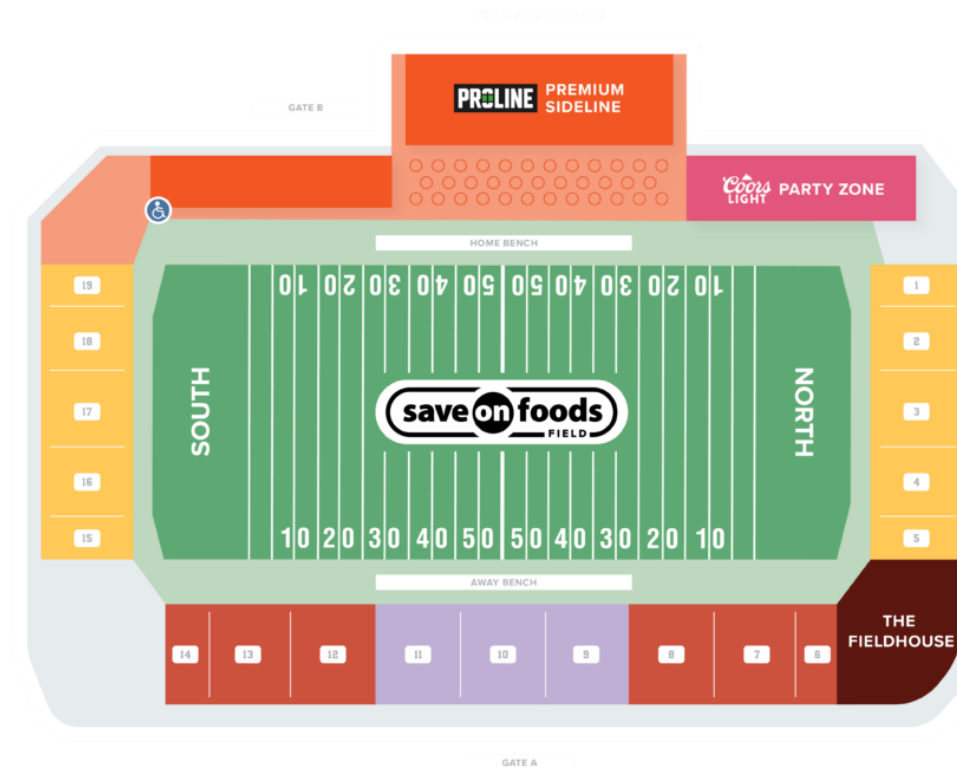 GATE B
PROLINE PREMIUM
SIDELINE
Coors
LIGHT PARTY ZONE
HOME BENCH
19
1
10 20 30 40 50 50 40 30 20 10
18
2
SOUTH
NORTH
17
3
save on foods
FIELD
16
4
15
5
10 20 30 40 50 50 40 30 20 10
AWAY BENCH
THE
FIELDHOUSE
14 13 12 11 10 9 8 7 6
GATE A